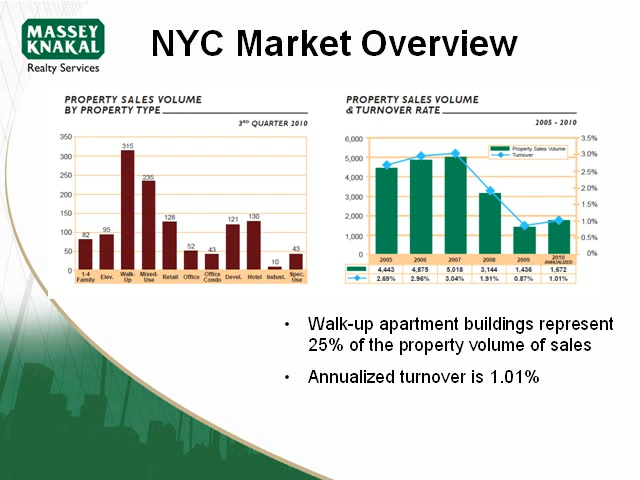 MASSEY
KNAKAL
Realty Services
NYC Market Overview
PROPERTY SALES VOLUME
BY PROPERTY TYPE
3RD QUARTER 2010
350
300
250
200
150
100
50
0
82
95
315
235
128
52
43
121
130
10
43
1-4 Family
Elev.
Walk-Up
Mixed-Use
Retail
Office
Office Condo
Devel.
Hotel
Indust.
Spec. Use
PROPERTY SALES VOLUME
& TURNOVER RATE
2005 - 2010
6,000
5,000
4,000
3,000
2,000
1,000
0
3.5%
3.0%
2.5%
2.0%
1.5%
1.0%
0.5%
0%
Property Sales Volume
Turnover
2005 2006 2007 2008 2009 2010 ANNUALIZED
4,443 4,875 5,018 3,144 1,436 1,672
2.69% 2.96% 3.04% 1.91% 0.87% 1.01%
• Walk-up apartment buildings represent
25% of the property volume of sales
• Annualized turnover is 1.01%